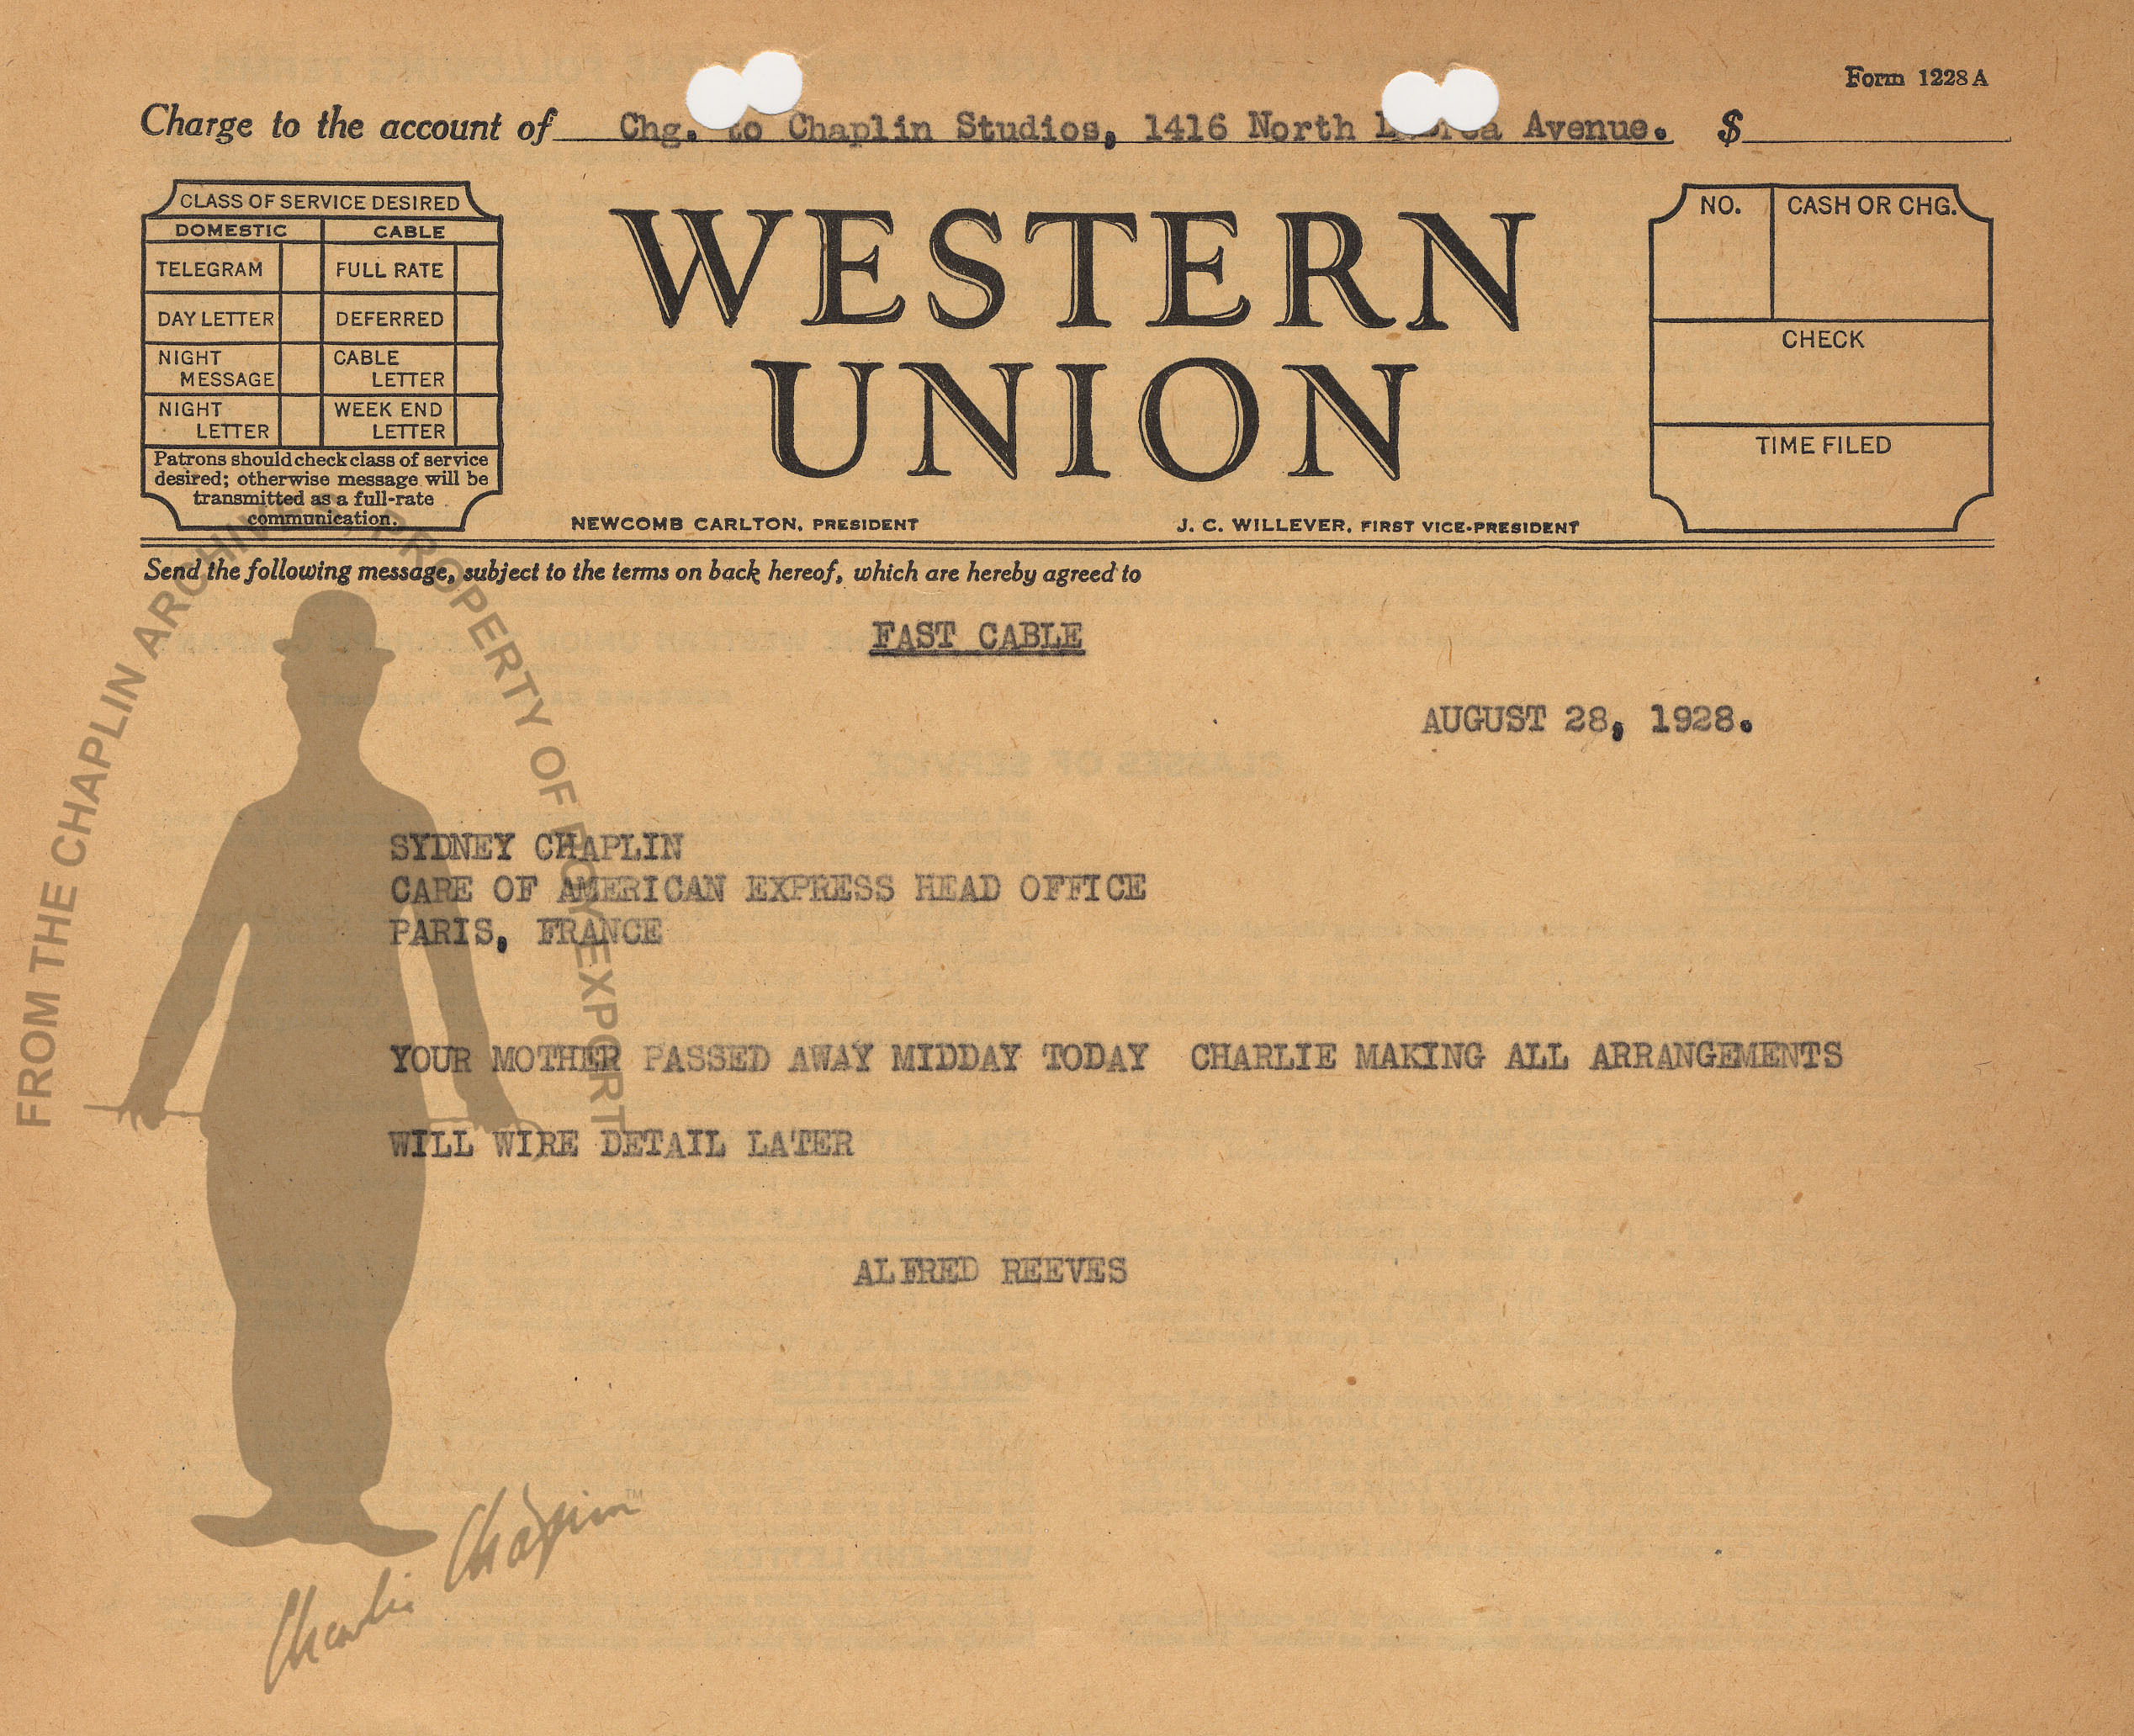 Form 1228 A
Charge to the account of Chg. to Chaplin Studios, 1416 North L Brea Avenue. $
CLASS OF SERVICE DESIRED
DOMESTIC CABLE
TELEGRAM FULL RATE
DAY LETTER DEFERRED
NIGHT MESSAGE CABLE LETTER
NIGHT LETTER WEEK END LETTER
Patrons should check class of service
desired; otherwise message will be
transmitted as a full-rate
communication.
WESTERN
UNION
NEWCOMB CARLTON, PRESIDENT J. C. WILLEVER, FIRST VICE-PRESIDENT
NO. CASH OR CHG.
CHECK
TIME FILED
Send the following message, subject to the terms on back hereof, which are hereby agreed to
FAST CABLE
AUGUST 28, 1928.
SYDNEY CHAPLIN
CARE OF AMERICAN EXPRESS HEAD OFFICE
PARIS, FRANCE
YOUR MOTHER PASSED AWAY MIDDAY TODAY CHARLIE MAKING ALL ARRANGEMENTS
WILL WIRE DETAIL LATER
ALFRED REEVES
FROM THE CHAPLIN ARCHIVES, PROPERTY OF ROY EXPORT
Charlie Chaplin TM